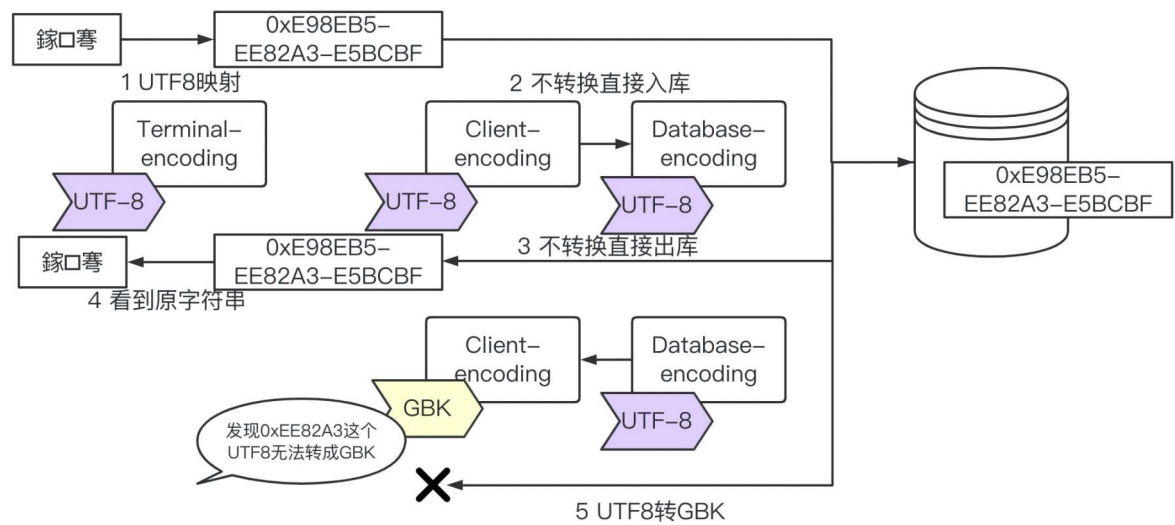 鎵□骞
0xE98EB5-
EE82A3-E5BCBF
1 UTF8映射
2 不转换直接入库
Terminal-
encoding
UTF-8
Client-
encoding
UTF-8
Database-
encoding
UTF-8
0xE98EB5-
EE82A3-E5BCBF
鎵□骞
0xE98EB5-
EE82A3-E5BCBF
3 不转换直接出库
4 看到原字符串
Client-
encoding
GBK
Database-
encoding
UTF-8
发现0xEE82A3这个
UTF8无法转成GBK
5 UTF8转GBK